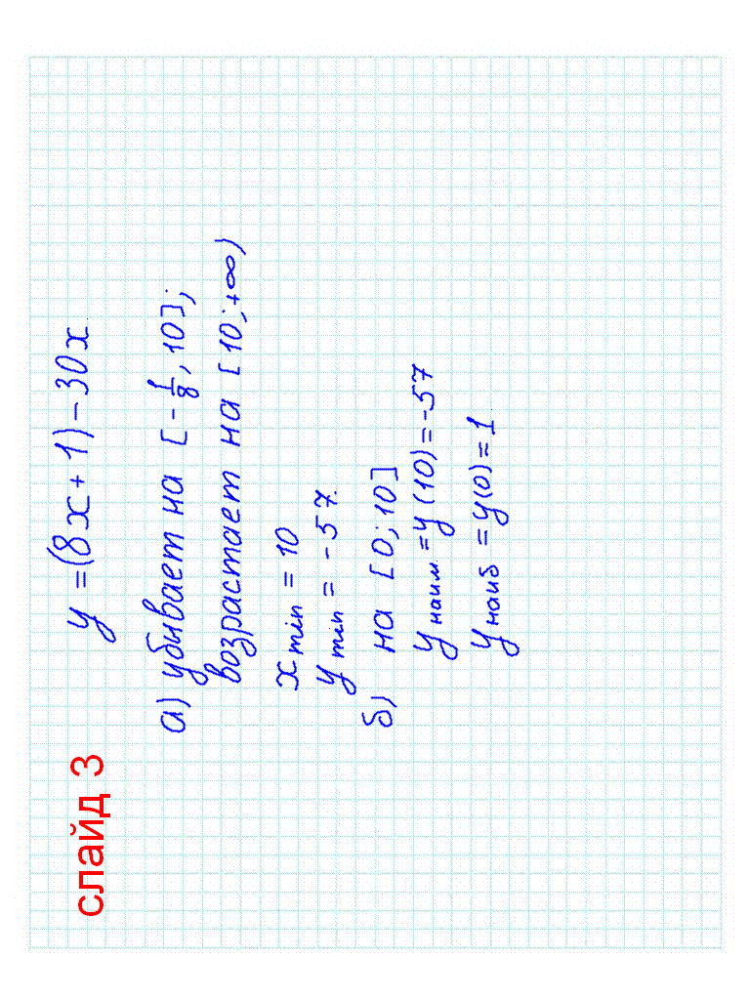 слайд 3
y = (8x + 1) - 30x
а) убывает на [-1/8; 10];
возрастает на [10; +∞)
x min = 10
y min = -57.
б) на [0; 10]
y наим = y(10) = -57
y наиб = y(0) = 1